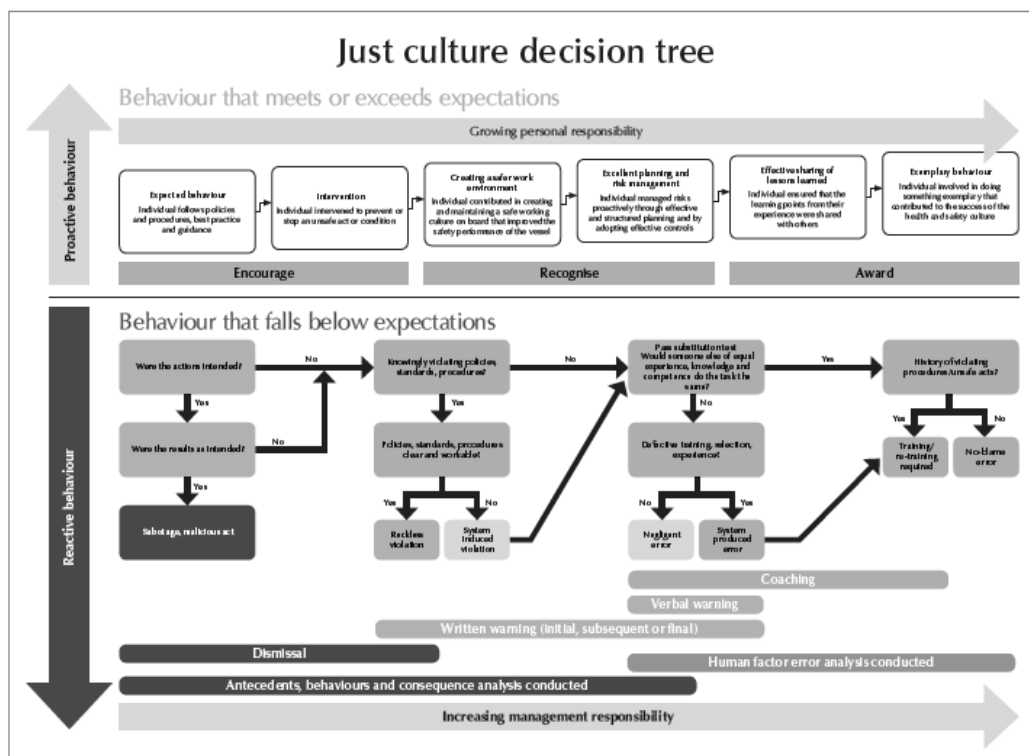 Just culture decision tree
Behaviour that meets or exceeds expectations
Growing personal responsibility
Proactive behaviour
Expected behaviour
Individual follows policies
and procedures, best practice
and guidance
Intervention
Individual intervened to prevent or
stop an unsafe act or condition
Creating a safer work
environment
Individual contributed in creating
and maintaining a safe working
culture on board that improved the
safety performance of the vessel
Excellent planning and
risk management
Individual managed risks
proactively through effective
and structured planning and by
adopting effective controls
Effective sharing of
lessons learned
Individual ensured that the
learning points from their
experience were shared
with others
Exemplary behaviour
Individual involved in doing
something exemplary that
contributed to the success of the
health and safety culture
Encourage
Recognise
Award
Reactive behaviour
Behaviour that falls below expectations
Were the actions intended?
No
Knowingly violating policies,
standards, procedures?
No
Pass substitution test
Would someone else of equal
experience, knowledge and
competence do the task the
same?
Yes
History of violating
procedures/unsafe acts?
Yes
Yes
No
Yes
No
Were the results as intended?
No
Policies, standards, procedures
clear and workable?
Defective training, selection,
experience?
Training/
re-training
required
No-blame
error
Yes
Yes
No
No
Yes
Sabotage, malicious act
Reckless
violation
System
induced
violation
Negligent
error
System
produced
error
Coaching
Verbal warning
Written warning (initial, subsequent or final)
Dismissal
Human factor error analysis conducted
Antecedents, behaviours and consequence analysis conducted
Increasing management responsibility